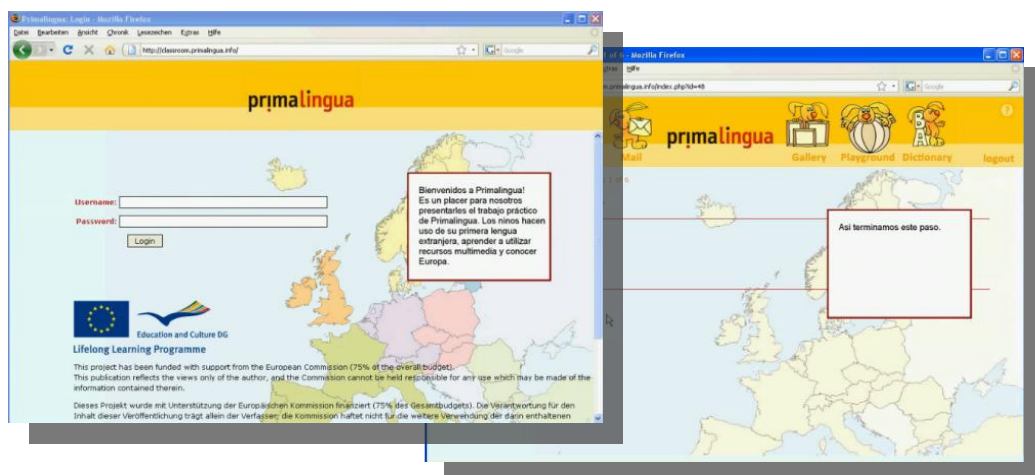 Primalingua: Login - Mozilla Firefox
Datei Bearbeiten Ansicht Chronik Lesezeichen Extras Hilfe
http://classroom.primalingua.info/
Google
primalingua
Username:
Password:
Login
Bienvenidos a Primalingua!
Es un placer para nosotros
presentarles el trabajo práctico
de Primalingua. Los ninos hacen
uso de su primera lengua
extranjera, aprender a utilizar
recursos multimedia y conocer
Europa.
Education and Culture DG
Lifelong Learning Programme
This project has been funded with support from the European Commission (75% of the overall budget).
This publication reflects the views only of the author, and the Commission cannot be held responsible for any use which may be made of the
information contained therein.
Dieses Projekt wurde mit Unterstützung der Europäischen Kommission finanziert (75% des Gesamtbudgets). Die Verantwortung für den
Inhalt dieser Veröffentlichung trägt allein der Verfasser; die Kommission haftet nicht für die weitere Verwendung der darin enthaltenen
1 of 6 - Mozilla Firefox
Extras Hilfe
primalingua.info/index.php?id=48
Google
primalingua
Mail
Gallery
Playground
Dictionary
?
logout
1 of 6
Asi terminamos este paso.